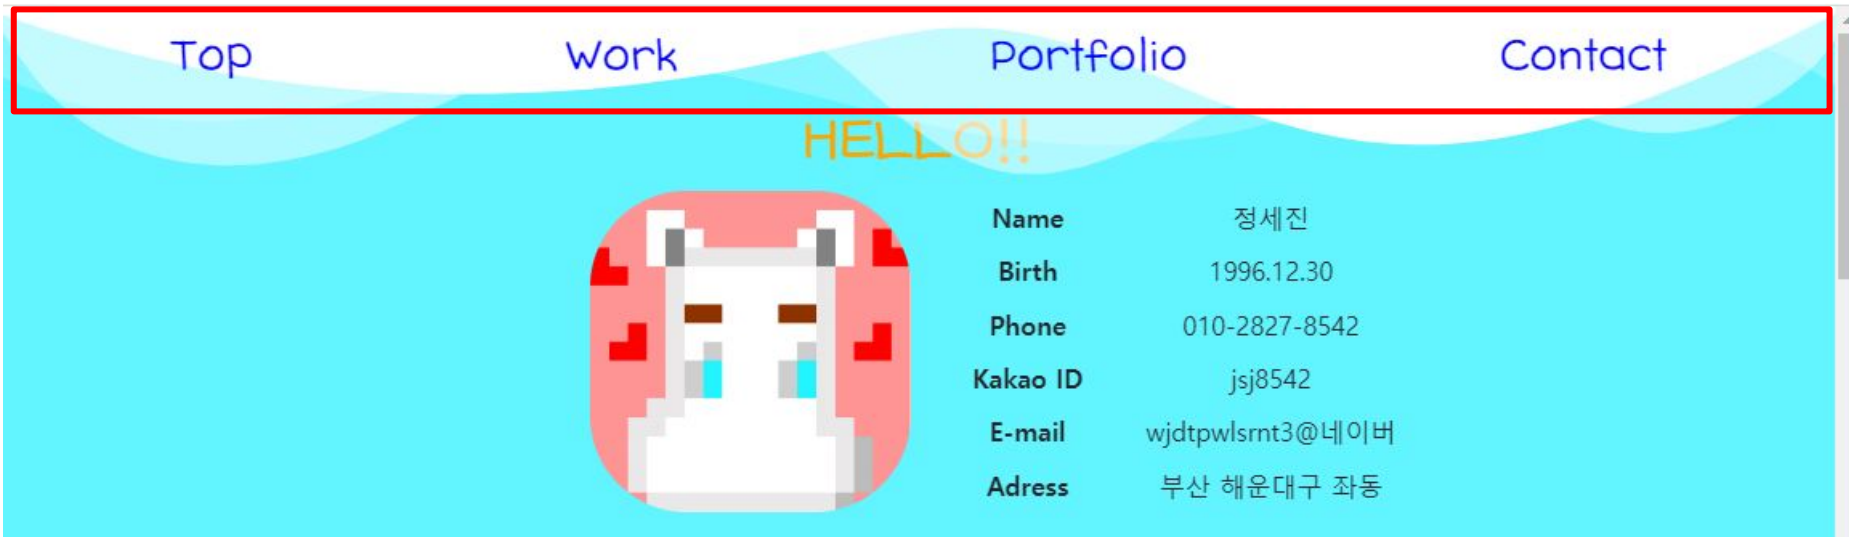 Top Work Portfolio Contact
HELLO!!
Name 정세진
Birth 1996.12.30
Phone 010-2827-8542
Kakao ID jsj8542
E-mail wjdtpwlsrnt3@네이버
Adress 부산 해운대구 좌동